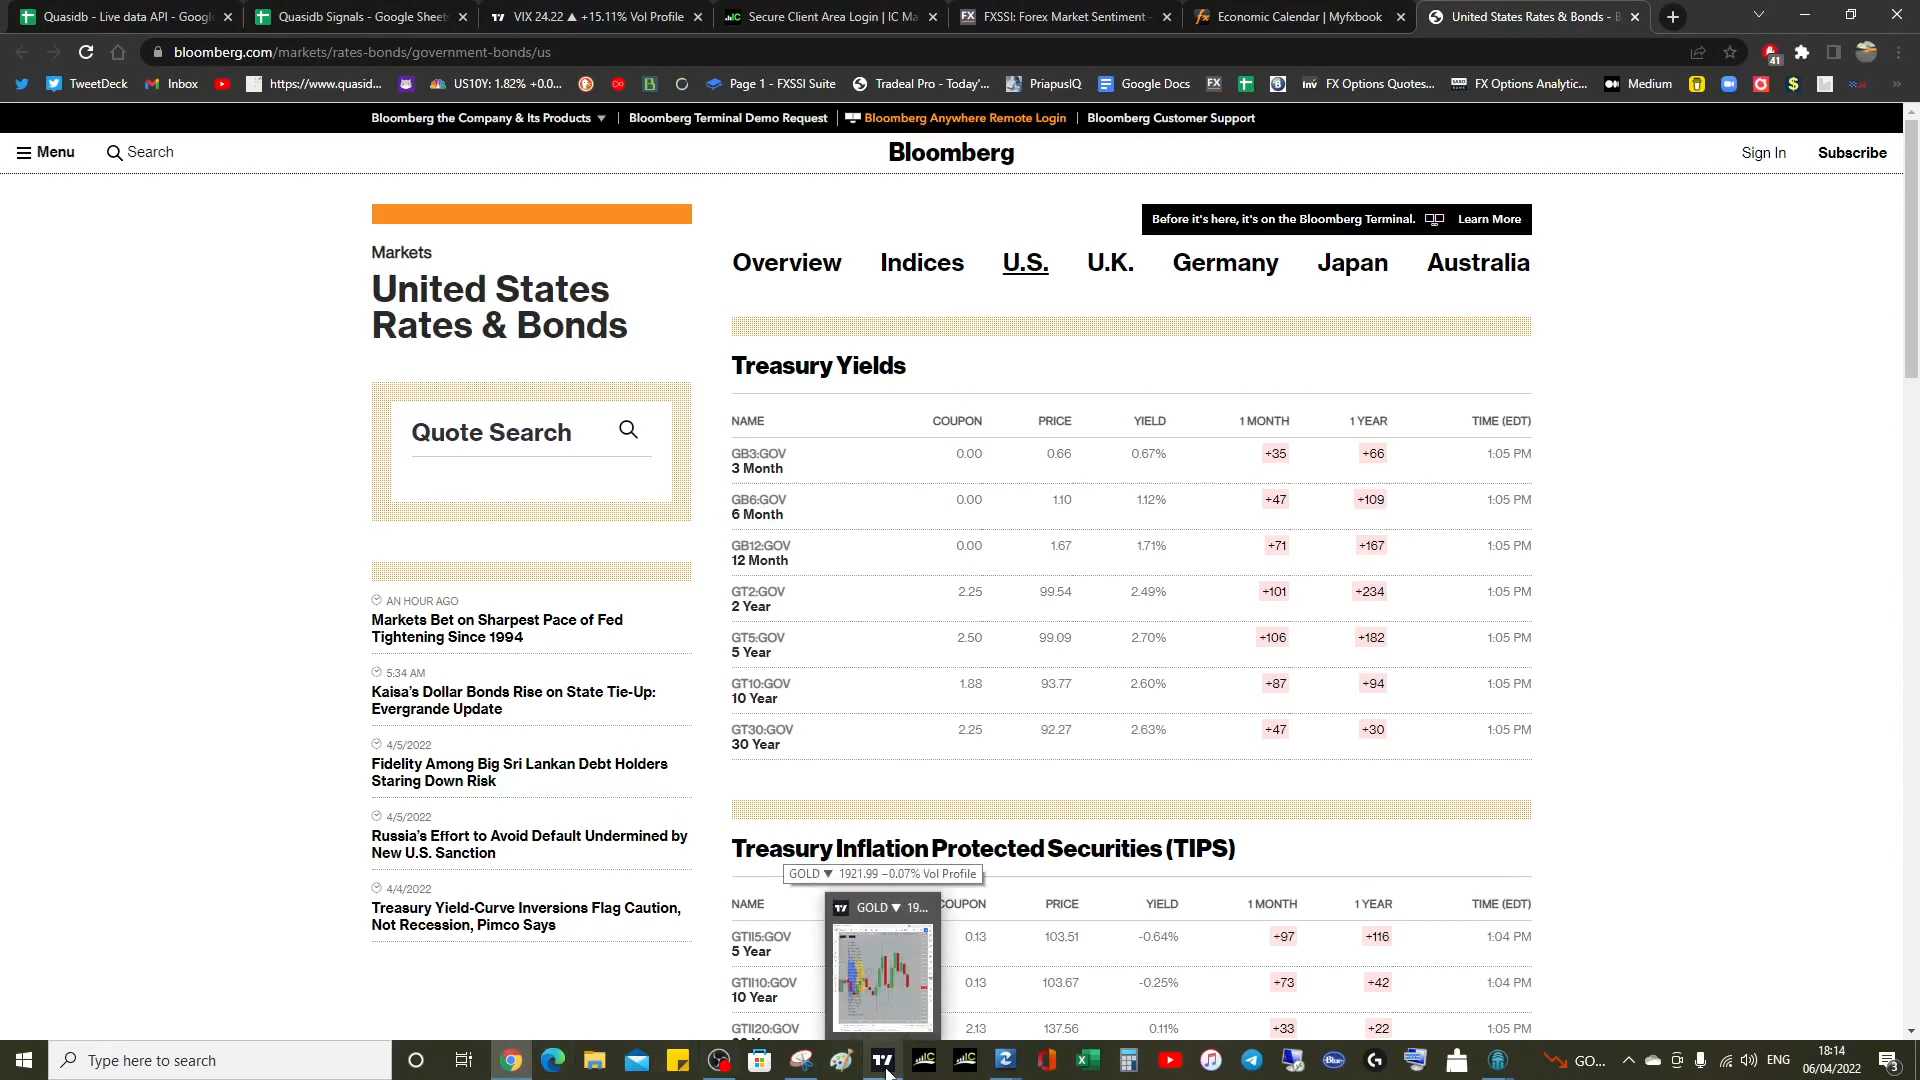 Quasidb - Live data API - Googl
Quasidb Signals - Google Sheet
VIX 24.22 ▲ +15.11% Vol Profile
Secure Client Area Login | IC Ma
FXSSI: Forex Market Sentiment -
Economic Calendar | Myfxbook
United States Rates & Bonds - B
bloomberg.com/markets/rates-bonds/government-bonds/us
41
TweetDeck
Inbox
https://www.quasid...
US10Y: 1.82% +0.0...
Page 1 - FXSSI Suite
Tradeal Pro - Today'...
PriapusIQ
Google Docs
FX Options Quotes...
FX Options Analytic...
Medium
Bloomberg the Company & Its Products ▼
Bloomberg Terminal Demo Request
Bloomberg Anywhere Remote Login
Bloomberg Customer Support
Menu
Search
Bloomberg
Sign In
Subscribe
Before it's here, it's on the Bloomberg Terminal.
Learn More
Markets
United States
Rates & Bonds
Overview
Indices
U.S.
U.K.
Germany
Japan
Australia
Quote Search
AN HOUR AGO
Markets Bet on Sharpest Pace of Fed
Tightening Since 1994
5:34 AM
Kaisa's Dollar Bonds Rise on State Tie-Up:
Evergrande Update
4/5/2022
Fidelity Among Big Sri Lankan Debt Holders
Staring Down Risk
4/5/2022
Russia's Effort to Avoid Default Undermined by
New U.S. Sanction
4/4/2022
Treasury Yield-Curve Inversions Flag Caution,
Not Recession, Pimco Says
Treasury Yields
NAME COUPON PRICE YIELD 1 MONTH 1 YEAR TIME (EDT)
GB3:GOV 0.00 0.66 0.67% +35 +66 1:05 PM
3 Month
GB6:GOV 0.00 1.10 1.12% +47 +109 1:05 PM
6 Month
GB12:GOV 0.00 1.67 1.71% +71 +167 1:05 PM
12 Month
GT2:GOV 2.25 99.54 2.49% +101 +234 1:05 PM
2 Year
GT5:GOV 2.50 99.09 2.70% +106 +182 1:05 PM
5 Year
GT10:GOV 1.88 93.77 2.60% +87 +94 1:05 PM
10 Year
GT30:GOV 2.25 92.27 2.63% +47 +30 1:05 PM
30 Year
Treasury Inflation Protected Securities (TIPS)
GOLD ▼ 1921.99 −0.07% Vol Profile
GOLD ▼ 19...
NAME COUPON PRICE YIELD 1 MONTH 1 YEAR TIME (EDT)
GTII5:GOV 0.13 103.51 -0.64% +97 +116 1:04 PM
5 Year
GTII10:GOV 0.13 103.67 -0.25% +73 +42 1:04 PM
10 Year
GTII20:GOV 2.13 137.56 0.11% +33 +22 1:05 PM
Type here to search
GO...
ENG
18:14
06/04/2022
3